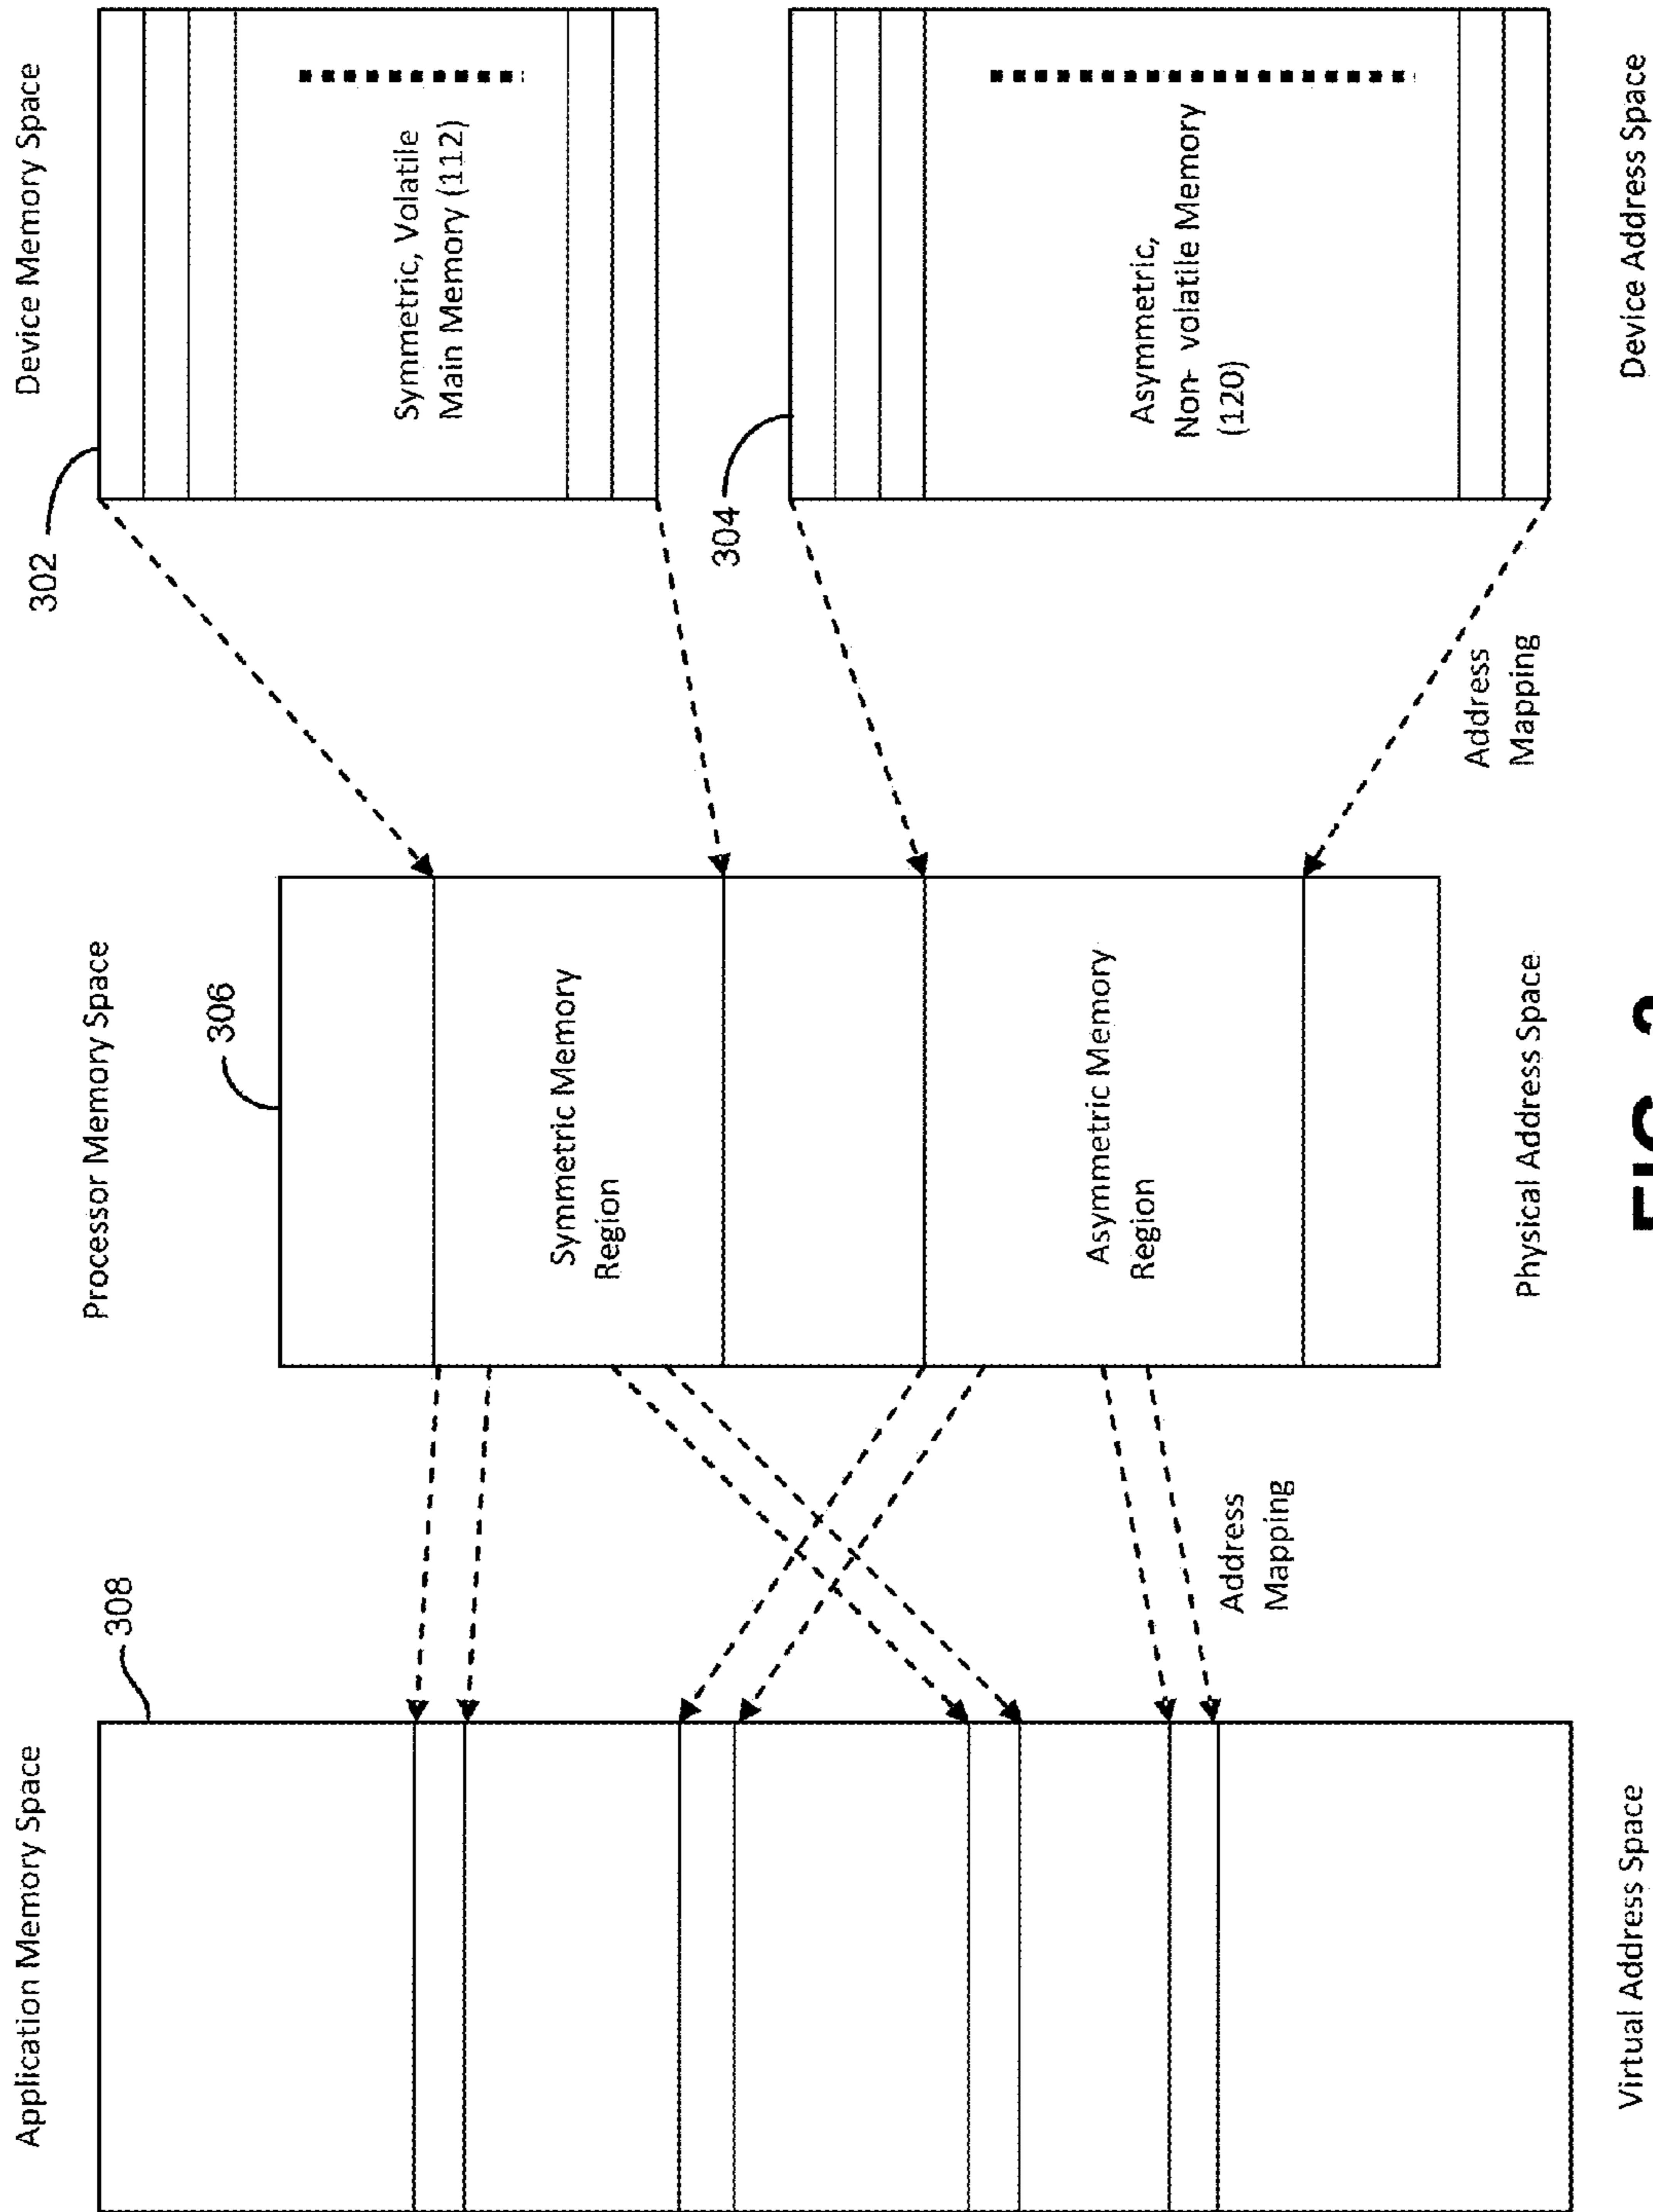 Application Memory Space
Processor Memory Space
Device Memory Space
308
306
302
Symmetric, Volatile
Main Memory (112)
Symmetric Memory
Region
304
Asymmetric Memory
Region
Asymmetric,
Non- volatile Memory
(120)
Address
Mapping
Address
Mapping
Virtual Address Space
Physical Address Space
Device Address Space
FIG.